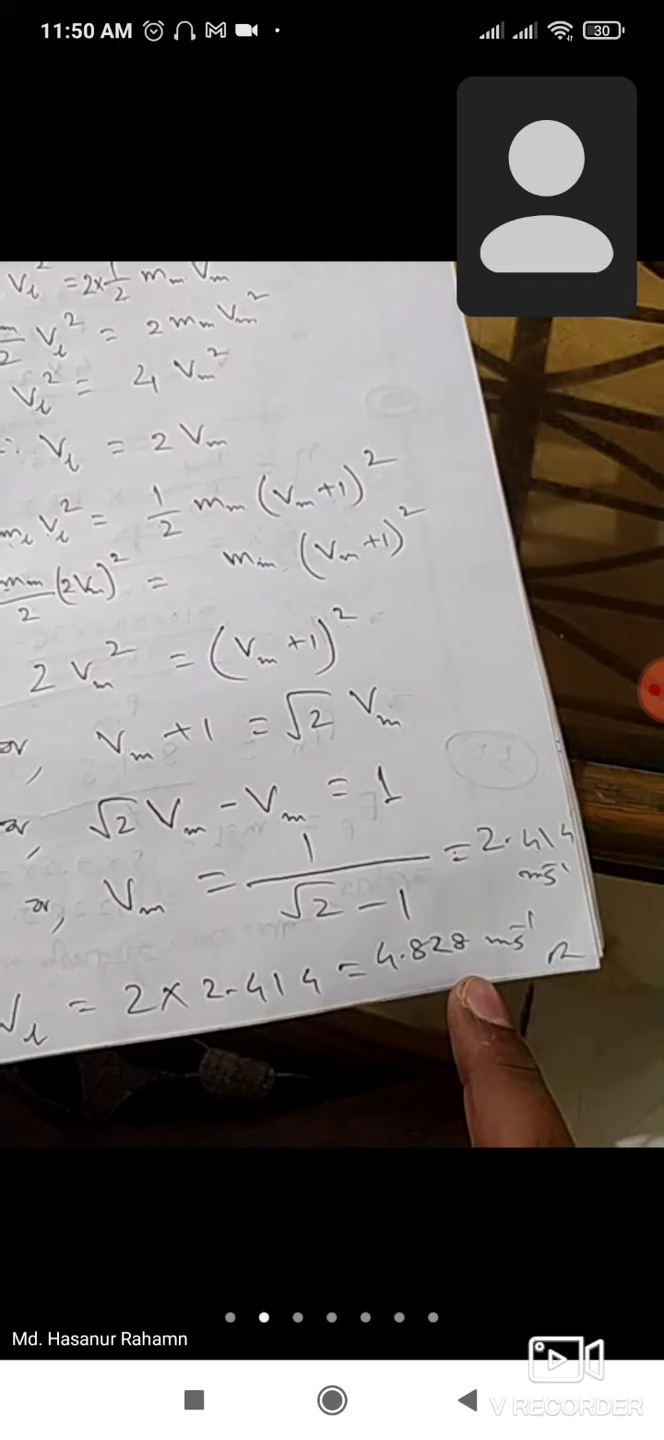 11:50 AM
30
V_l² = 2×1/2 m_m V_m
m/2 V_l² = 2 m_m V_m²
V_l² = 4 V_m²
∴ V_l = 2 V_m
m_l V_l² = 1/2 m_m (V_m+1)²
m_m/2 (2V_m)² = m_m (V_m+1)²
2 V_m² = (V_m+1)²
or, V_m+1 = √2 V_m
or, √2 V_m - V_m = 1
or, V_m = 1/(√2-1) = 2.414 ms⁻¹
V_l = 2×2.414 = 4.828 ms⁻¹
Md. Hasanur Rahamn
V RECORDER